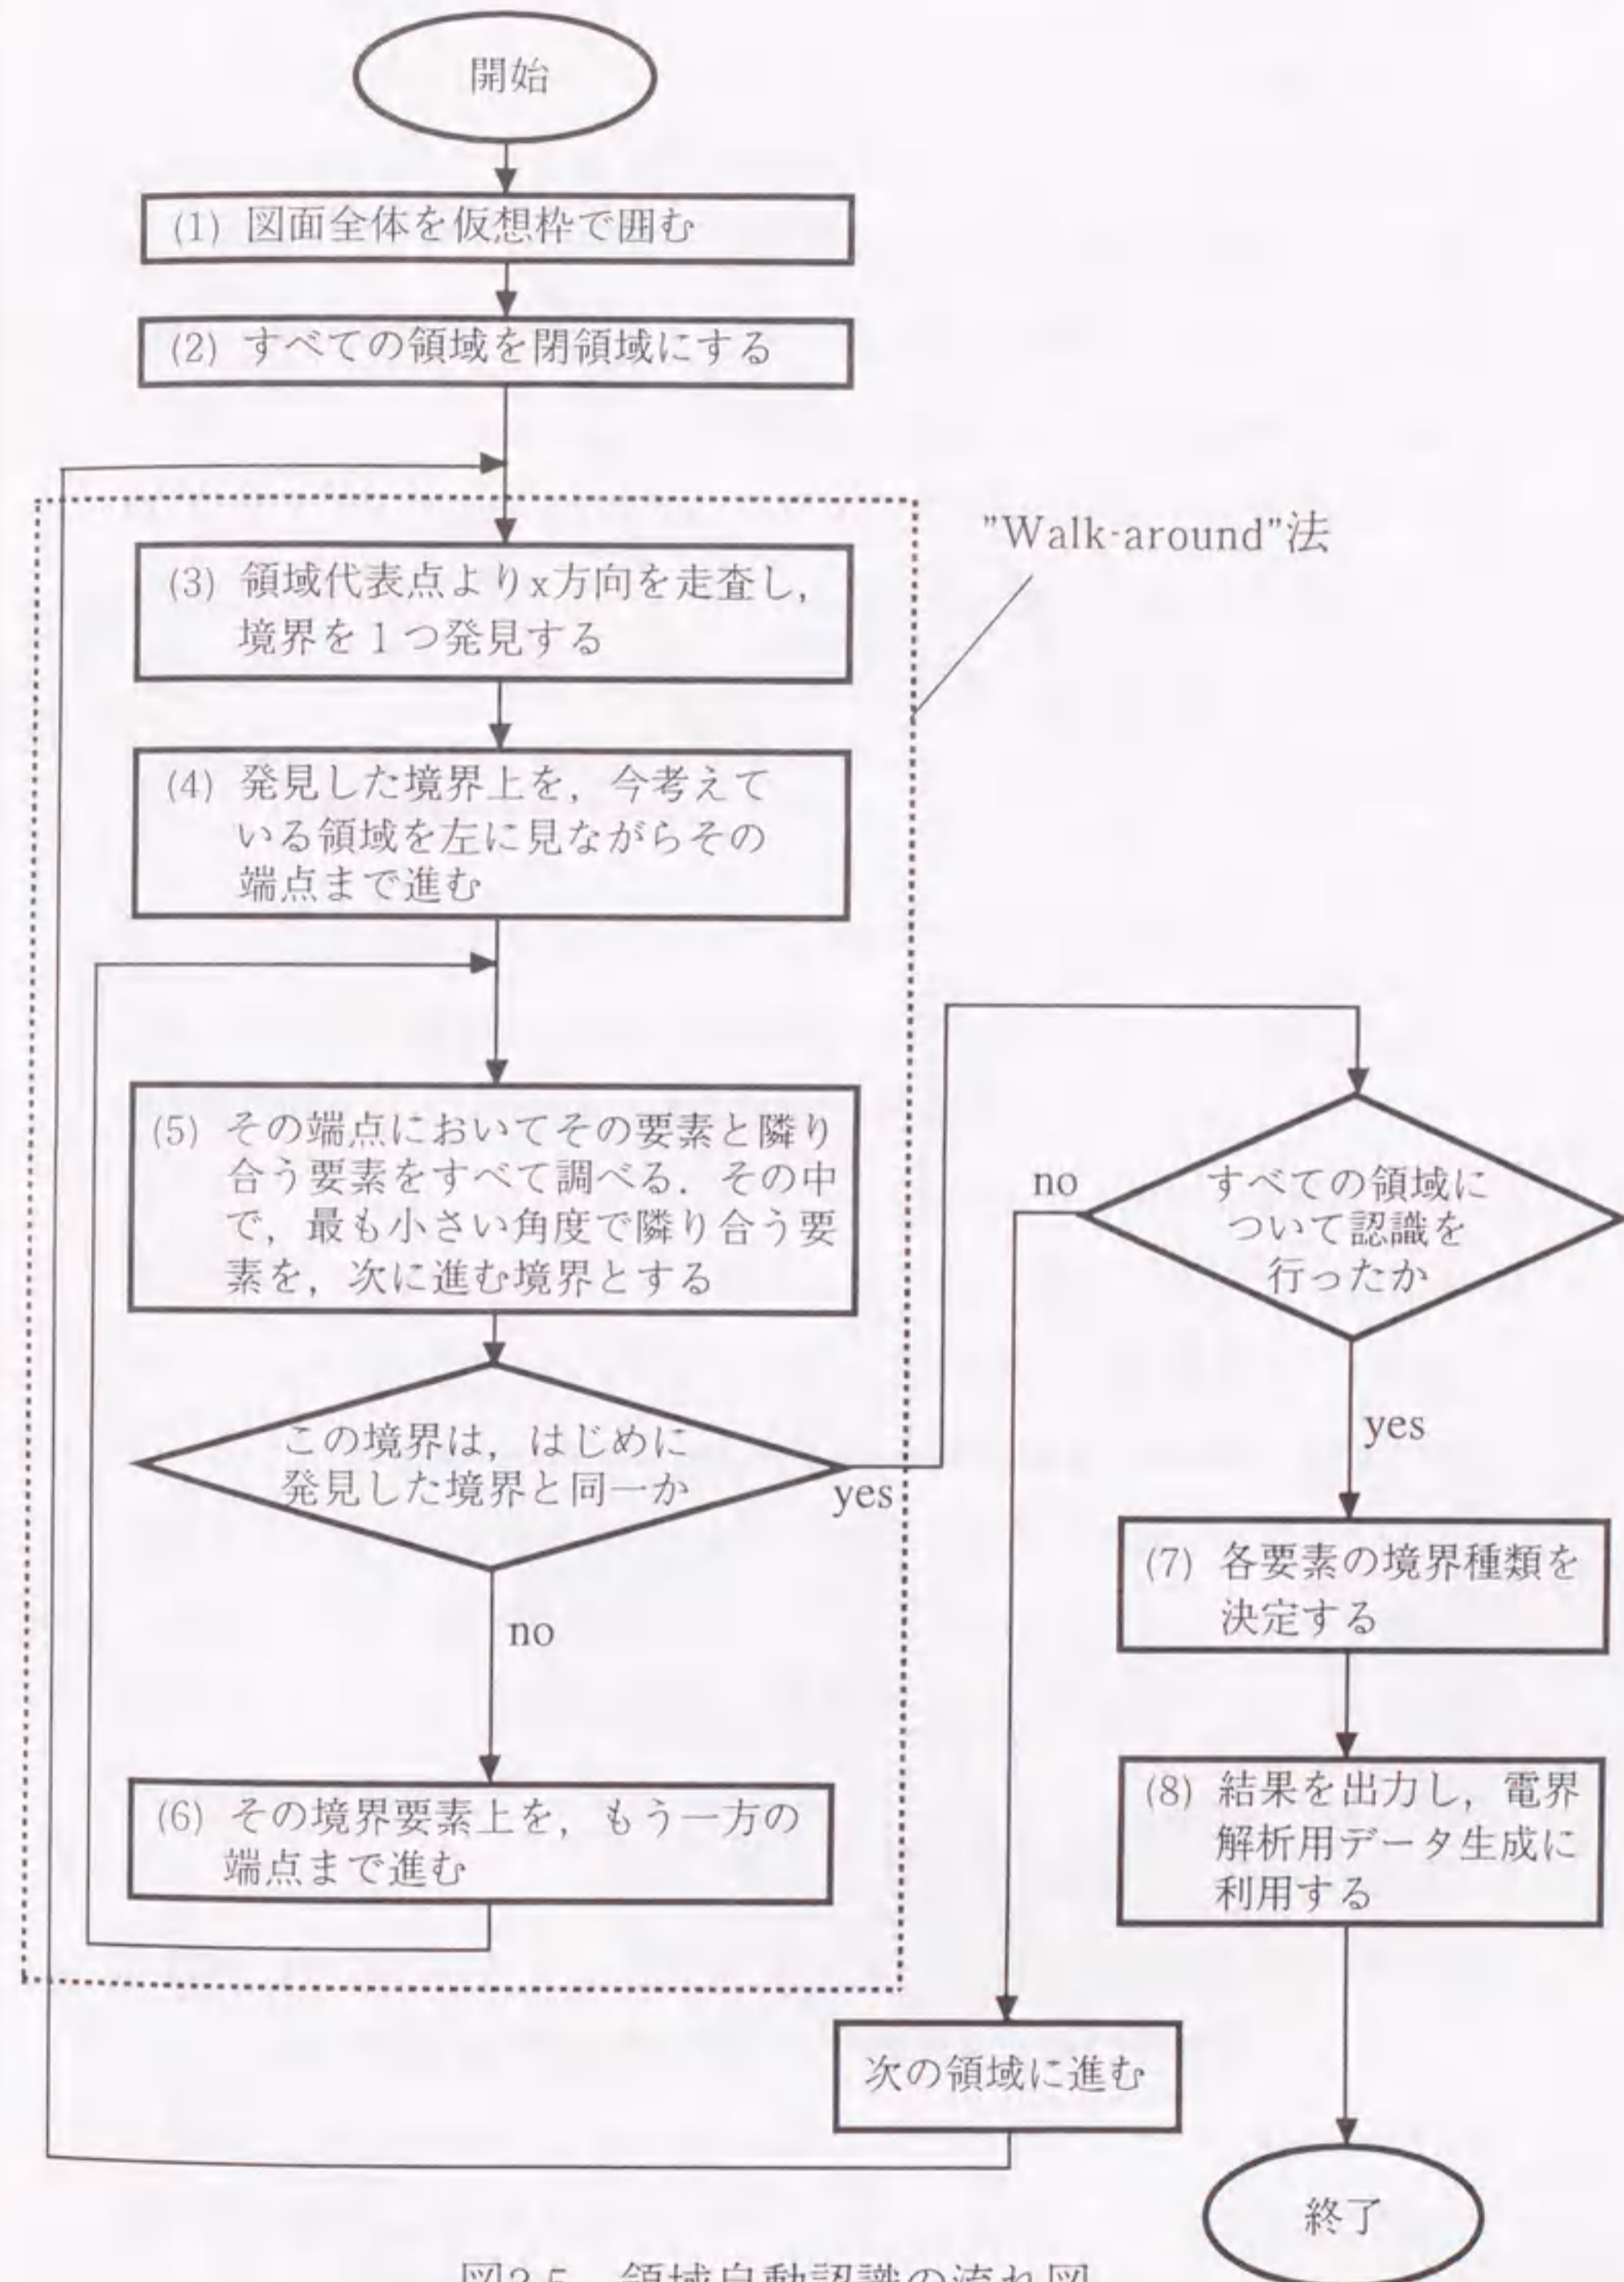 開始
(1) 図面全体を仮想枠で囲む
(2) すべての領域を閉領域にする
"Walk-around"法
(3) 領域代表点よりx方向を走査し,
境界を1つ発見する
(4) 発見した境界上を, 今考えて
いる領域を左に見ながらその
端点まで進む
(5) その端点においてその要素と隣り
合う要素をすべて調べる. その中
で, 最も小さい角度で隣り合う要
素を, 次に進む境界とする
この境界は, はじめに
発見した境界と同一か
yes
no
(6) その境界要素上を, もう一方の
端点まで進む
no
すべての領域に
ついて認識を
行ったか
yes
(7) 各要素の境界種類を
決定する
(8) 結果を出力し, 電界
解析用データ生成に
利用する
次の領域に進む
終了
領域自動認識の流れ図